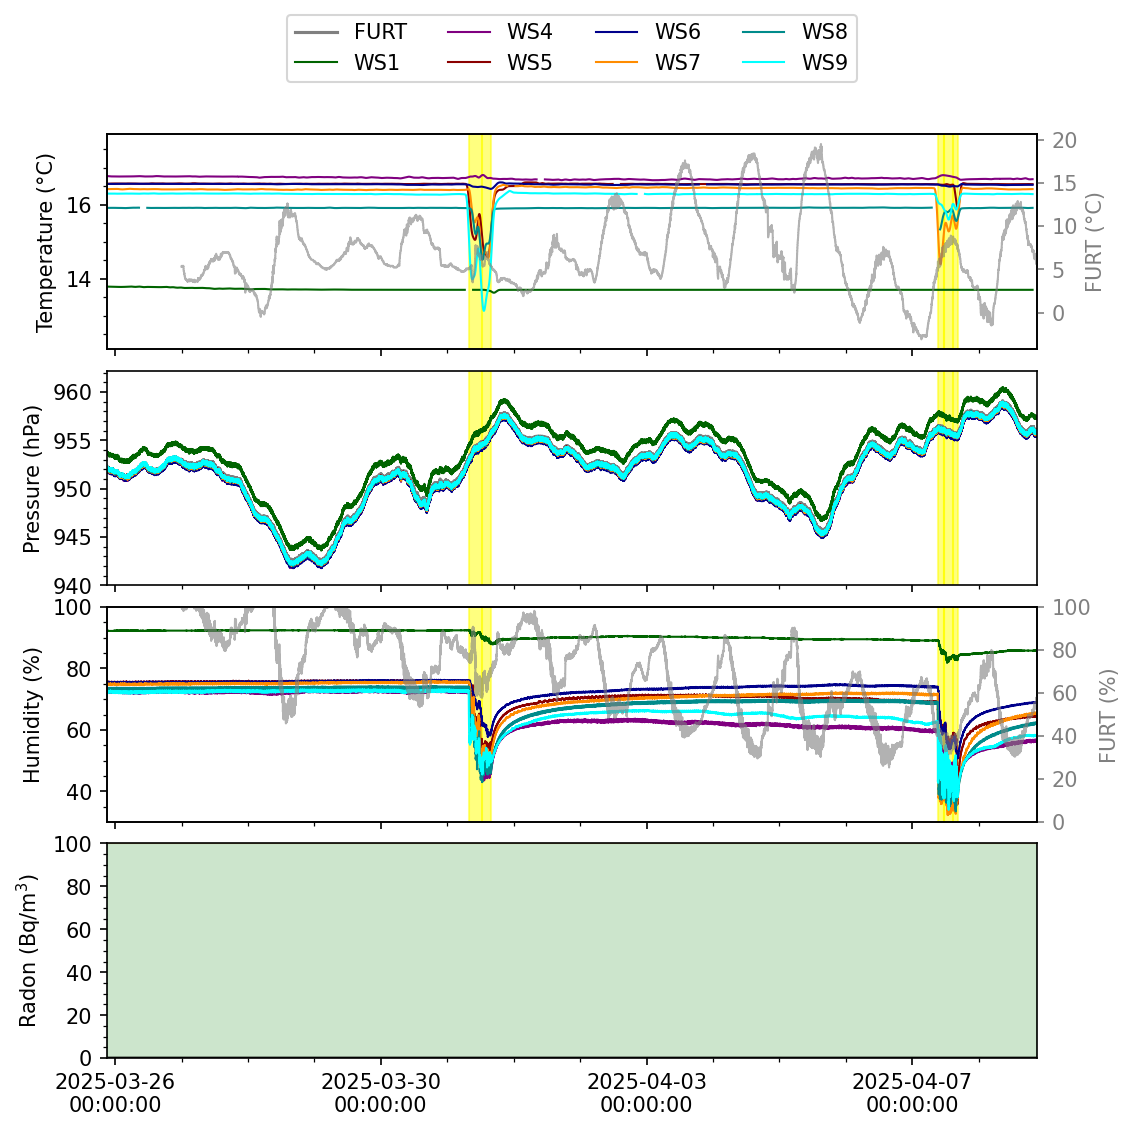 FURT WS4 WS6 WS8
WS1 WS5 WS7 WS9
Temperature (°C)
16
14
20
15
10
5
0
FURT (°C)
Pressure (hPa)
960
955
950
945
940
Humidity (%)
100
80
60
40
100
80
60
40
20
0
FURT (%)
Radon (Bq/m³)
100
80
60
40
20
0
2025-03-26 2025-03-30 2025-04-03 2025-04-07
00:00:00 00:00:00 00:00:00 00:00:00